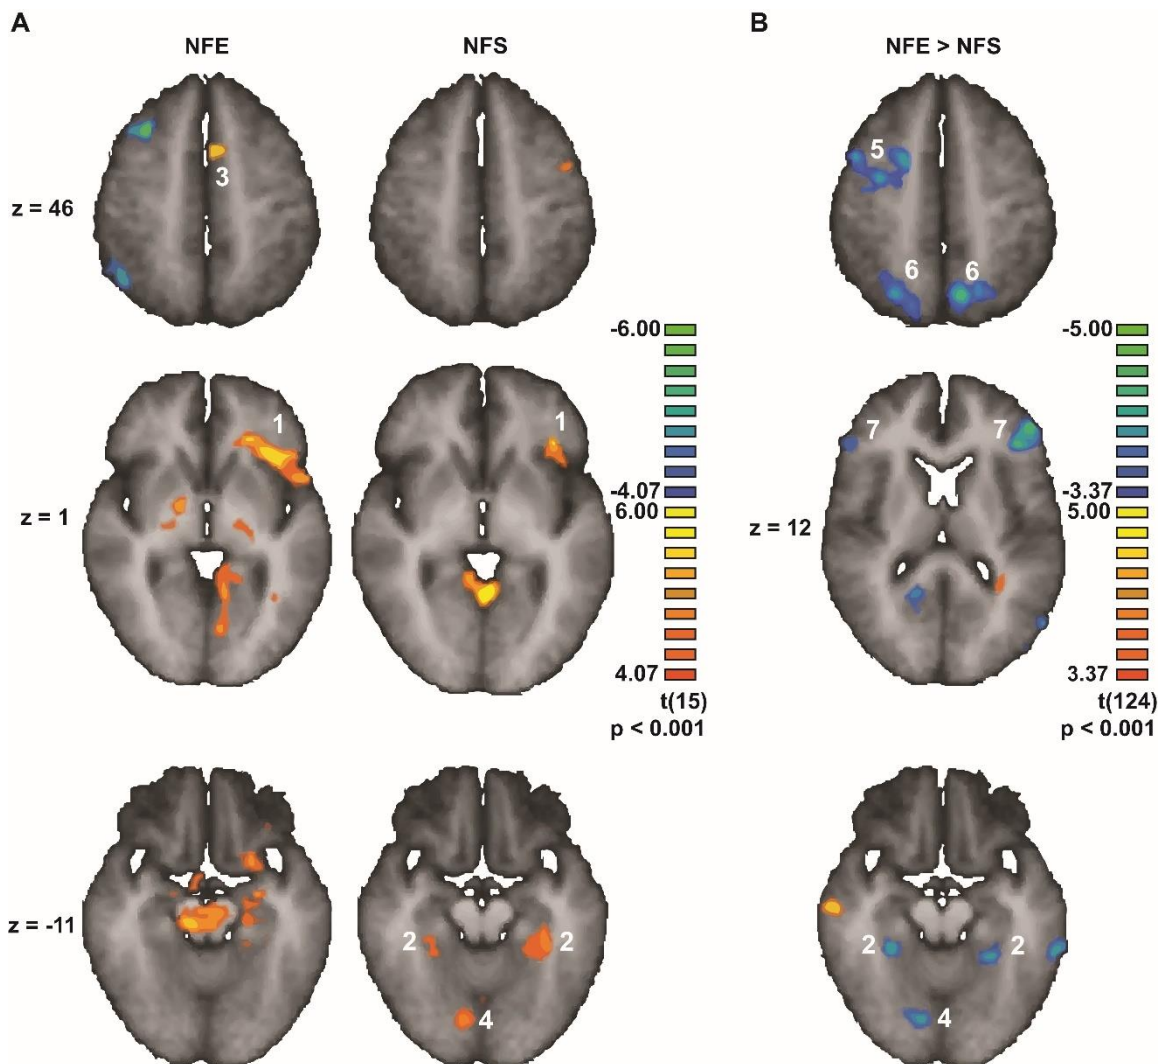 A
B
NFE
NFS
NFE > NFS
3
5
6
6
z = 46
-6.00
-4.07
6.00
4.07
t(15)
p < 0.001
-5.00
-3.37
5.00
3.37
t(124)
p < 0.001
1
1
z = 1
7
7
z = 12
z = -11
2
2
4
2
2
4